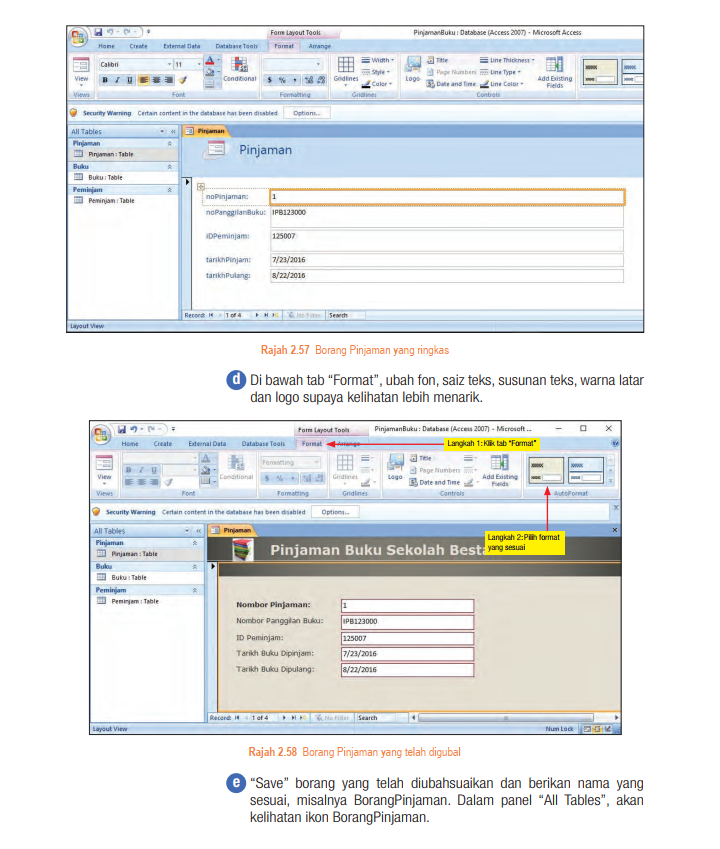 Form Layout Tools PinjamanBuku : Database (Access 2007) - Microsoft Access
Home Create External Data Database Tools Format Arrange
Calibri 11 Width Title Line Thickness
View B I U Conditional $ % , Gridlines Style Logo Page Numbers Line Type Add Existing Fields
Color Date and Time Line Color
Views Font Formatting Gridlines Controls
Security Warning Certain content in the database has been disabled Options...
All Tables Pinjaman
Pinjaman
Pinjaman : Table Pinjaman
Buku
Buku : Table
Peminjam
Peminjam : Table
noPinjaman: 1
noPanggilanBuku: IPB123000
iDPeminjam: 125007
tarikhPinjam: 7/23/2016
tarikhPulang: 8/22/2016
Record: 1 of 4 No Filter Search
Layout View
Rajah 2.57 Borang Pinjaman yang ringkas
d Di bawah tab “Format”, ubah fon, saiz teks, susunan teks, warna latar
dan logo supaya kelihatan lebih menarik.
Form Layout Tools PinjamanBuku : Database (Access 2007) - Microsoft ...
Home Create External Data Database Tools Format Arrange Langkah 1:Klik tab “Format”
Formatting Title
View B I U Conditional $ % , Gridlines Logo Page Numbers Add Existing Fields
Date and Time
Views Font Formatting Gridlines Controls AutoFormat
Security Warning Certain content in the database has been disabled Options...
All Tables Pinjaman
Langkah 2:Pilih format
yang sesuai
Pinjaman Pinjaman Buku Sekolah Besta
Pinjaman : Table
Buku
Buku : Table
Peminjam
Peminjam : Table
Nombor Pinjaman: 1
Nombor Panggilan Buku: IPB123000
ID Peminjam: 125007
Tarikh Buku Dipinjam: 7/23/2016
Tarikh Buku Dipulang: 8/22/2016
Record: 1 of 4 No Filter Search
Layout View Num Lock
Rajah 2.58 Borang Pinjaman yang telah digubal
e “Save” borang yang telah diubahsuaikan dan berikan nama yang
sesuai, misalnya BorangPinjaman. Dalam panel “All Tables”, akan
kelihatan ikon BorangPinjaman.